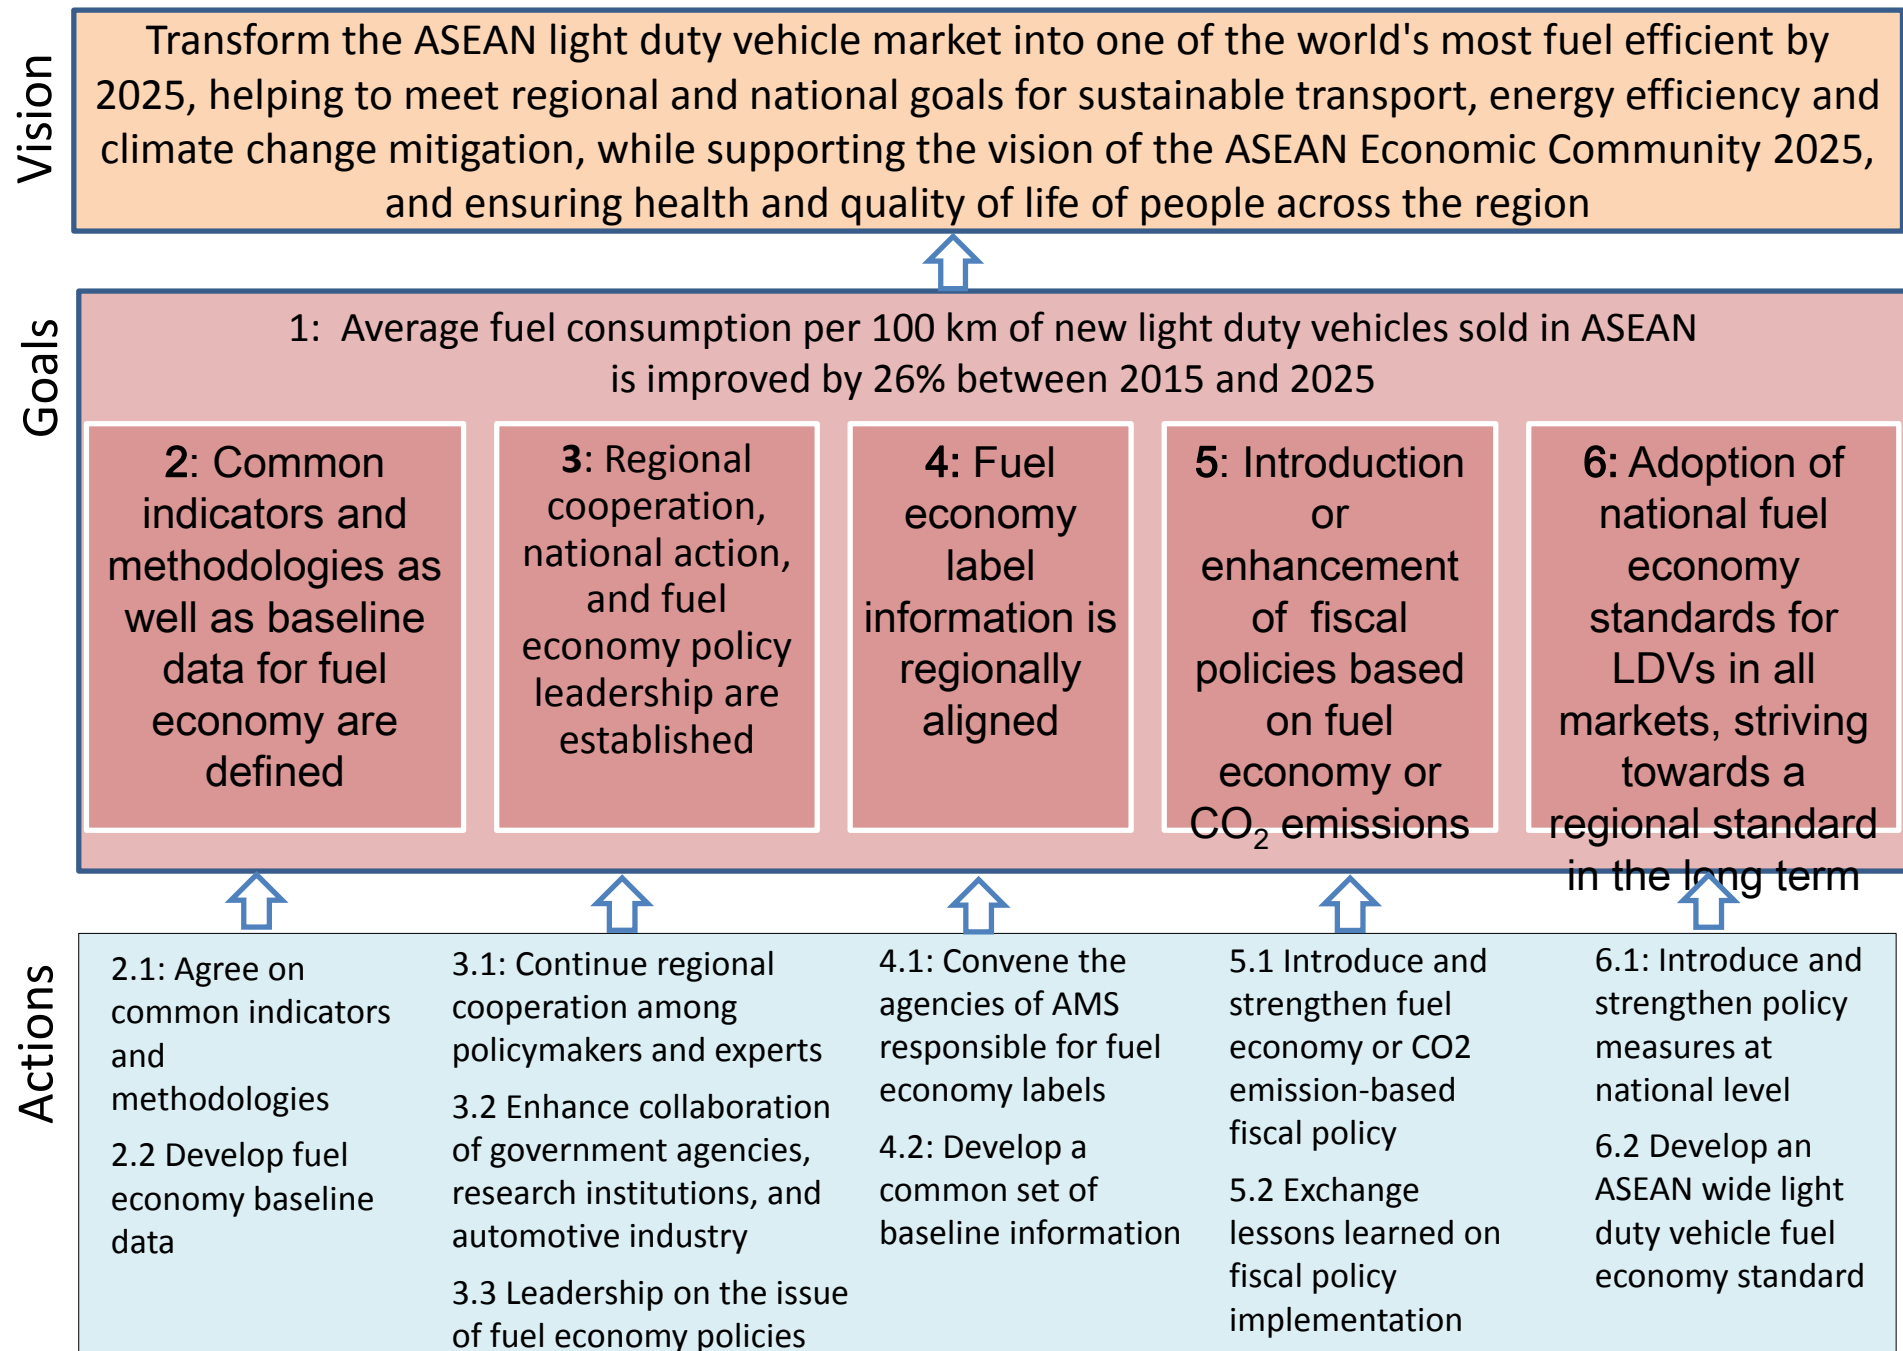 Vision
Transform the ASEAN light duty vehicle market into one of the world's most fuel efficient by
2025, helping to meet regional and national goals for sustainable transport, energy efficiency and
climate change mitigation, while supporting the vision of the ASEAN Economic Community 2025,
and ensuring health and quality of life of people across the region
Goals
1: Average fuel consumption per 100 km of new light duty vehicles sold in ASEAN
is improved by 26% between 2015 and 2025
2: Common
indicators and
methodologies as
well as baseline
data for fuel
economy are
defined
3: Regional
cooperation,
national action,
and fuel
economy policy
leadership are
established
4: Fuel
economy
label
information is
regionally
aligned
5: Introduction
or
enhancement
of fiscal
policies based
on fuel
economy or
CO₂ emissions
6: Adoption of
national fuel
economy
standards for
LDVs in all
markets, striving
towards a
regional standard
in the long term
Actions
2.1: Agree on
common indicators
and
methodologies
2.2 Develop fuel
economy baseline
data
3.1: Continue regional
cooperation among
policymakers and experts
3.2 Enhance collaboration
of government agencies,
research institutions, and
automotive industry
3.3 Leadership on the issue
of fuel economy policies
4.1: Convene the
agencies of AMS
responsible for fuel
economy labels
4.2: Develop a
common set of
baseline information
5.1 Introduce and
strengthen fuel
economy or CO2
emission-based
fiscal policy
5.2 Exchange
lessons learned on
fiscal policy
implementation
6.1: Introduce and
strengthen policy
measures at
national level
6.2 Develop an
ASEAN wide light
duty vehicle fuel
economy standard